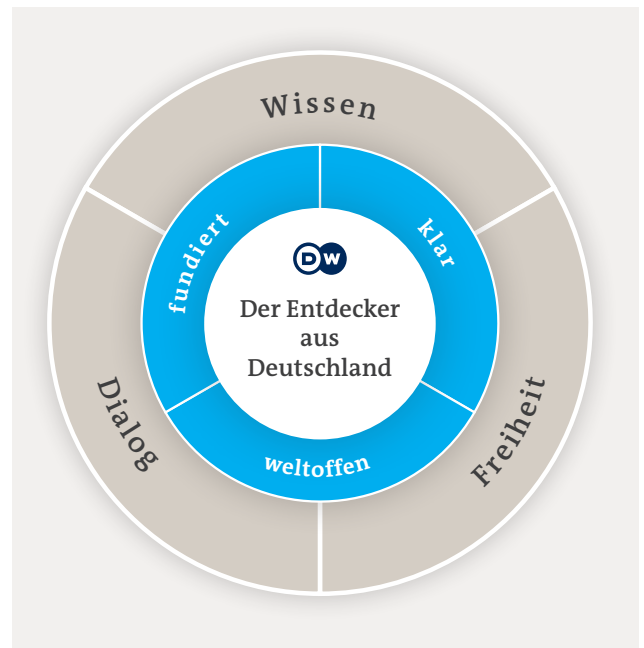 Wissen
fundiert
klar
DW
Der Entdecker
aus
Deutschland
Dialog
Freiheit
weltoffen